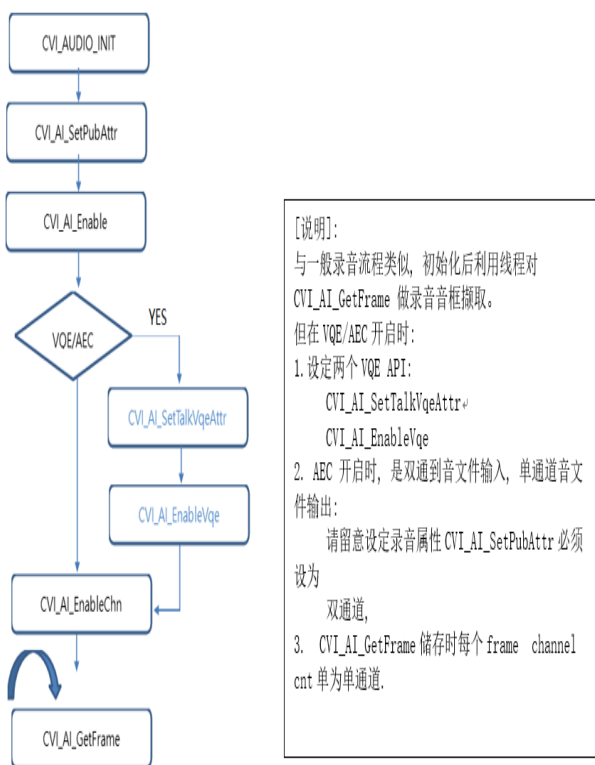 CVI_AUDIO_INIT
CVI_AI_SetPubAttr
CVI_AI_Enable
VQE/AEC
YES
CVI_AI_SetTalkVqeAttr
CVI_AI_EnableVqe
CVI_AI_EnableChn
CVI_AI_GetFrame
[说明]:
与一般录音流程类似, 初始化后利用线程对
CVI_AI_GetFrame 做录音音框撷取。
但在 VQE/AEC 开启时:
1.设定两个 VQE API:
CVI_AI_SetTalkVqeAttr↵
CVI_AI_EnableVqe
2. AEC 开启时, 是双通到音文件输入, 单通道音文
件输出:
请留意设定录音属性 CVI_AI_SetPubAttr 必须
设为
双通道,
3. CVI_AI_GetFrame 储存时每个 frame channel
cnt 单为单通道.